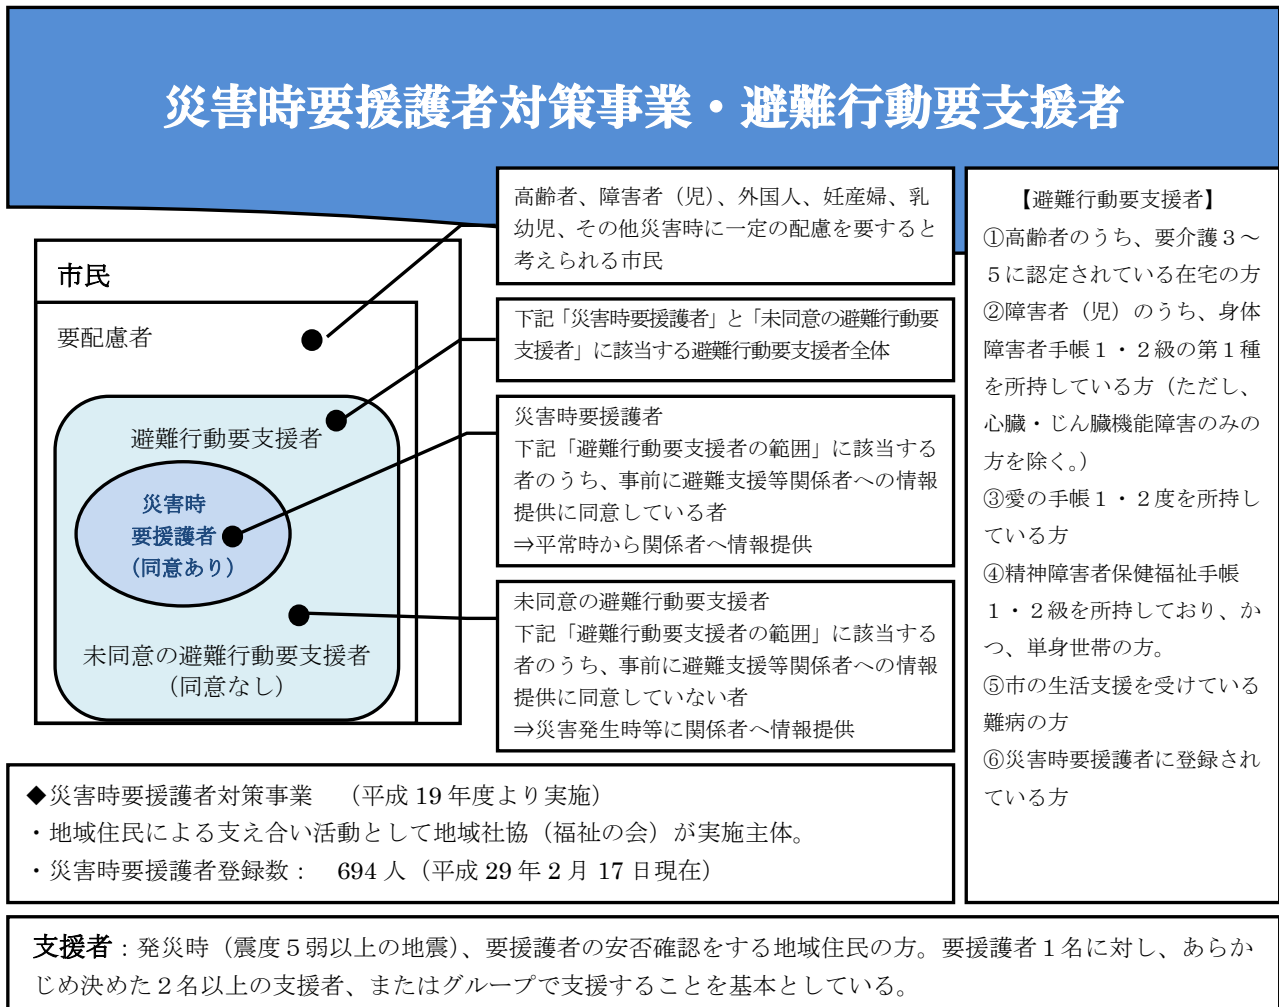 災害時要援護者対策事業・避難行動要支援者
市民
要配慮者
避難行動要支援者
災害時
要援護者
（同意あり）
未同意の避難行動要支援者
（同意なし）
高齢者、障害者（児）、外国人、妊産婦、乳
幼児、その他災害時に一定の配慮を要すると
考えられる市民
下記「災害時要援護者」と「未同意の避難行動要
支援者」に該当する避難行動要支援者全体
災害時要援護者
下記「避難行動要支援者の範囲」に該当する
者のうち、事前に避難支援等関係者への情報
提供に同意している者
⇒平常時から関係者へ情報提供
未同意の避難行動要支援者
下記「避難行動要支援者の範囲」に該当する
者のうち、事前に避難支援等関係者への情報
提供に同意していない者
⇒災害発生時等に関係者へ情報提供
【避難行動要支援者】
①高齢者のうち、要介護３～
５に認定されている在宅の方
②障害者（児）のうち、身体
障害者手帳１・２級の第１種
を所持している方（ただし、
心臓・じん臓機能障害のみの
方を除く。）
③愛の手帳１・２度を所持し
ている方
④精神障害者保健福祉手帳
１・２級を所持しており、か
つ、単身世帯の方。
⑤市の生活支援を受けている
難病の方
⑥災害時要援護者に登録され
ている方
◆災害時要援護者対策事業　（平成 19 年度より実施）
・地域住民による支え合い活動として地域社協（福祉の会）が実施主体。
・災害時要援護者登録数：　694 人（平成 29 年 2 月 17 日現在）
支援者：発災時（震度５弱以上の地震）、要援護者の安否確認をする地域住民の方。要援護者１名に対し、あらか
じめ決めた２名以上の支援者、またはグループで支援することを基本としている。